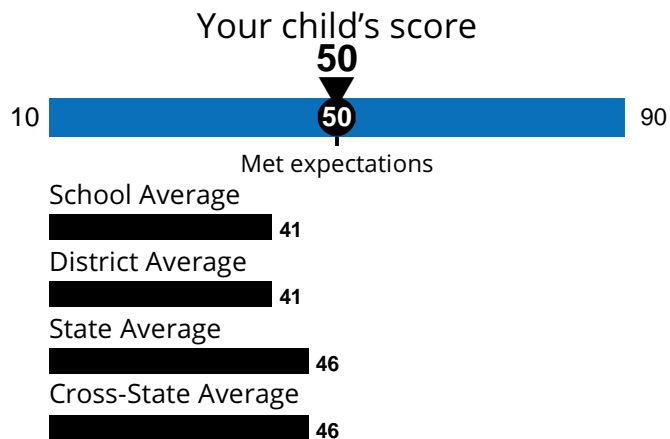 Your child’s score
50
10 50 90
Met expectations
School Average
41
District Average
41
State Average
46
Cross-State Average
46